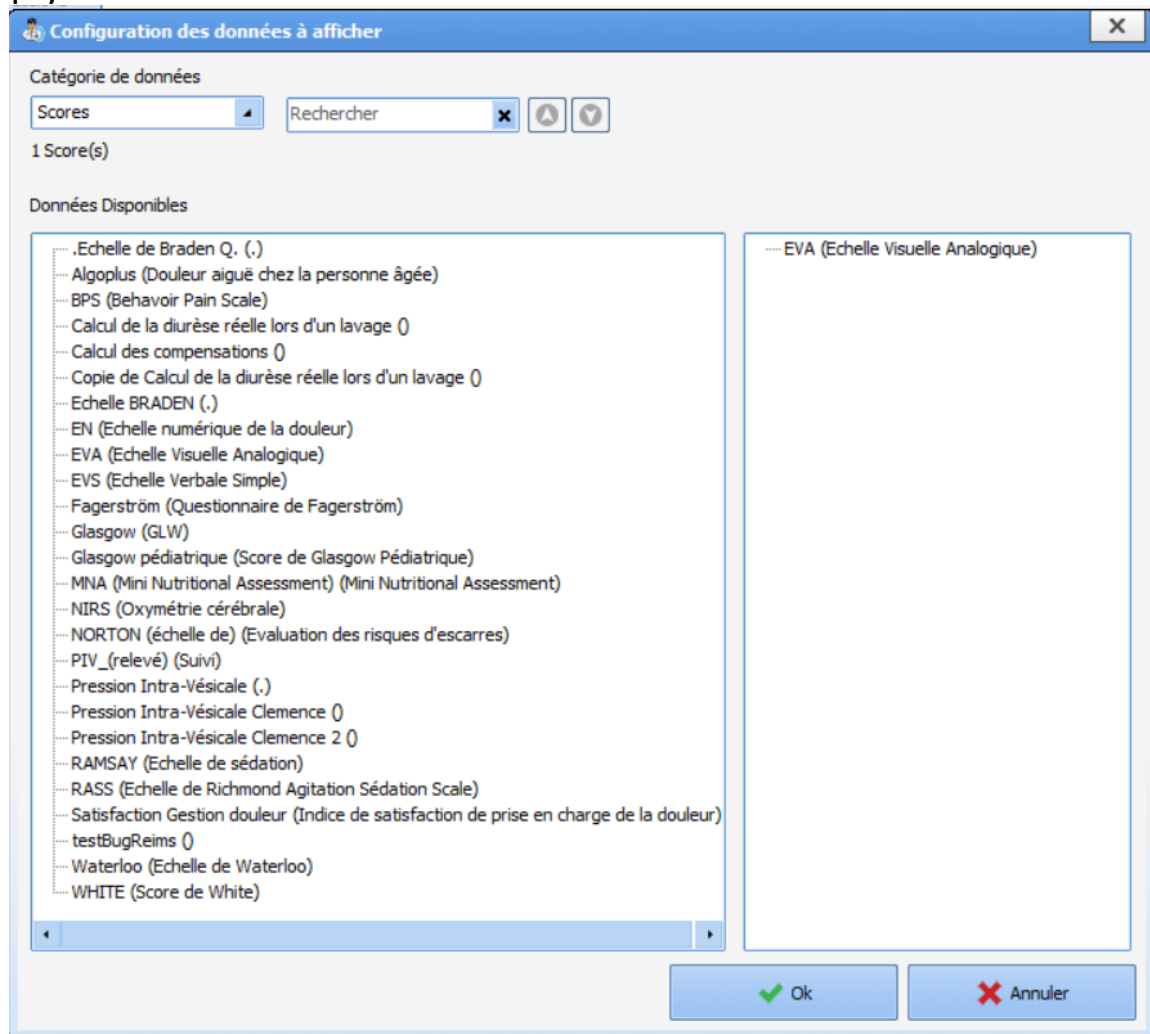 Configuration des données à afficher
Catégorie de données
Scores
Rechercher
1 Score(s)
Données Disponibles
.Echelle de Braden Q. (.)
Algoplus (Douleur aiguë chez la personne âgée)
BPS (Behavoir Pain Scale)
Calcul de la diurèse réelle lors d'un lavage ()
Calcul des compensations ()
Copie de Calcul de la diurèse réelle lors d'un lavage ()
Echelle BRADEN (.)
EN (Echelle numérique de la douleur)
EVA (Echelle Visuelle Analogique)
EVS (Echelle Verbale Simple)
Fagerström (Questionnaire de Fagerström)
Glasgow (GLW)
Glasgow pédiatrique (Score de Glasgow Pédiatrique)
MNA (Mini Nutritional Assessment) (Mini Nutritional Assessment)
NIRS (Oxymétrie cérébrale)
NORTON (échelle de) (Evaluation des risques d'escarres)
PIV_(relevé) (Suivi)
Pression Intra-Vésicale (.)
Pression Intra-Vésicale Clemence ()
Pression Intra-Vésicale Clemence 2 ()
RAMSAY (Echelle de sédation)
RASS (Echelle de Richmond Agitation Sédation Scale)
Satisfaction Gestion douleur (Indice de satisfaction de prise en charge de la douleur)
testBugReims ()
Waterloo (Echelle de Waterloo)
WHITE (Score de White)
EVA (Echelle Visuelle Analogique)
Ok
Annuler